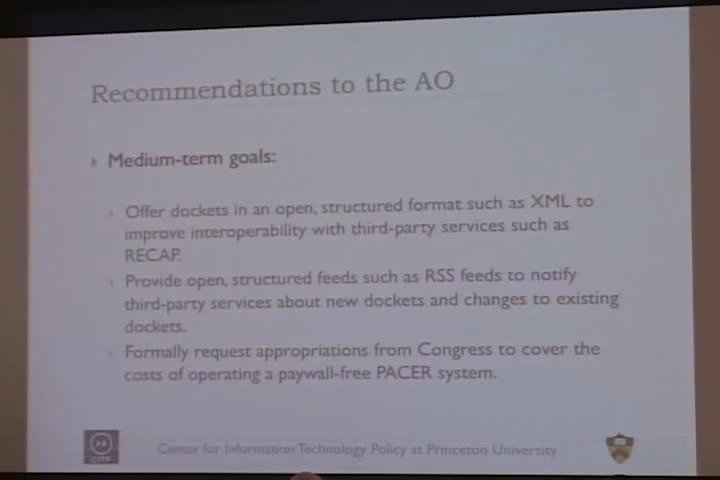 Recommendations to the AO
Medium-term goals:
Offer dockets in an open, structured format such as XML to
improve interoperability with third-party services such as
RECAP.
Provide open, structured feeds such as RSS feeds to notify
third-party services about new dockets and changes to existing
dockets.
Formally request appropriations from Congress to cover the
costs of operating a paywall-free PACER system.
CITP
Center for Information Technology Policy at Princeton University